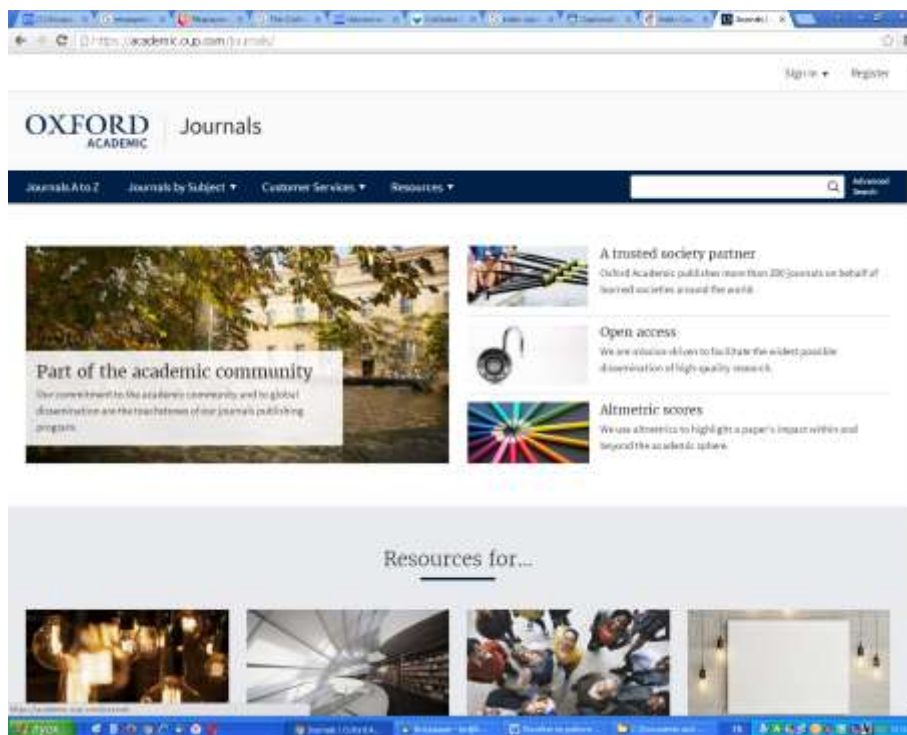 academic.oup.com/journals/
Sign in Register
OXFORD
ACADEMIC
Journals
Journals A to Z Journals by Subject Customer Services Resources
Advanced
Search
Part of the academic community
Our commitment to the academic community and to global
dissemination are the touchstones of our journals publishing
program.
A trusted society partner
Oxford Academic publishes more than 200 journals on behalf of
learned societies around the world.
Open access
We are mission-driven to facilitate the widest possible
dissemination of high-quality research.
Altmetric scores
We use altmetrics to highlight a paper's impact within and
beyond the academic sphere.
Resources for...